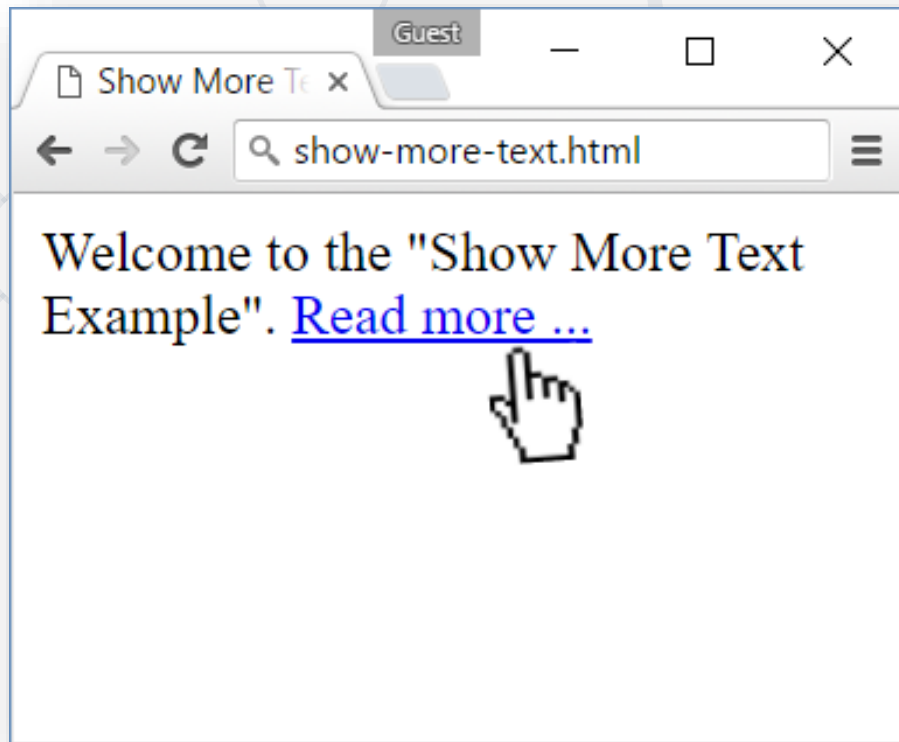 Guest
Show More Te
show-more-text.html
Welcome to the "Show More Text
Example". Read more ...